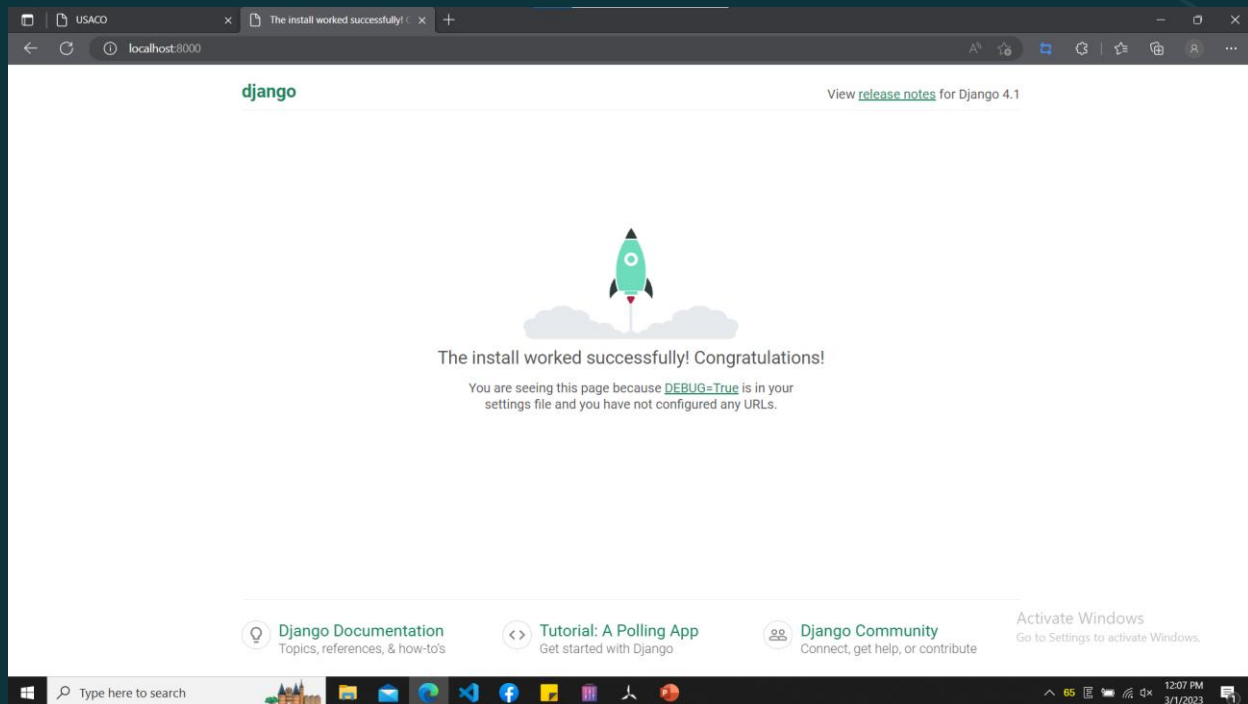 USACO
The install worked successfully! C
localhost:8000
django
View release notes for Django 4.1
The install worked successfully! Congratulations!
You are seeing this page because DEBUG=True is in your
settings file and you have not configured any URLs.
Django Documentation
Topics, references, & how-to's
Tutorial: A Polling App
Get started with Django
Django Community
Connect, get help, or contribute
Activate Windows
Go to Settings to activate Windows.
Type here to search
65
12:07 PM
3/1/2023